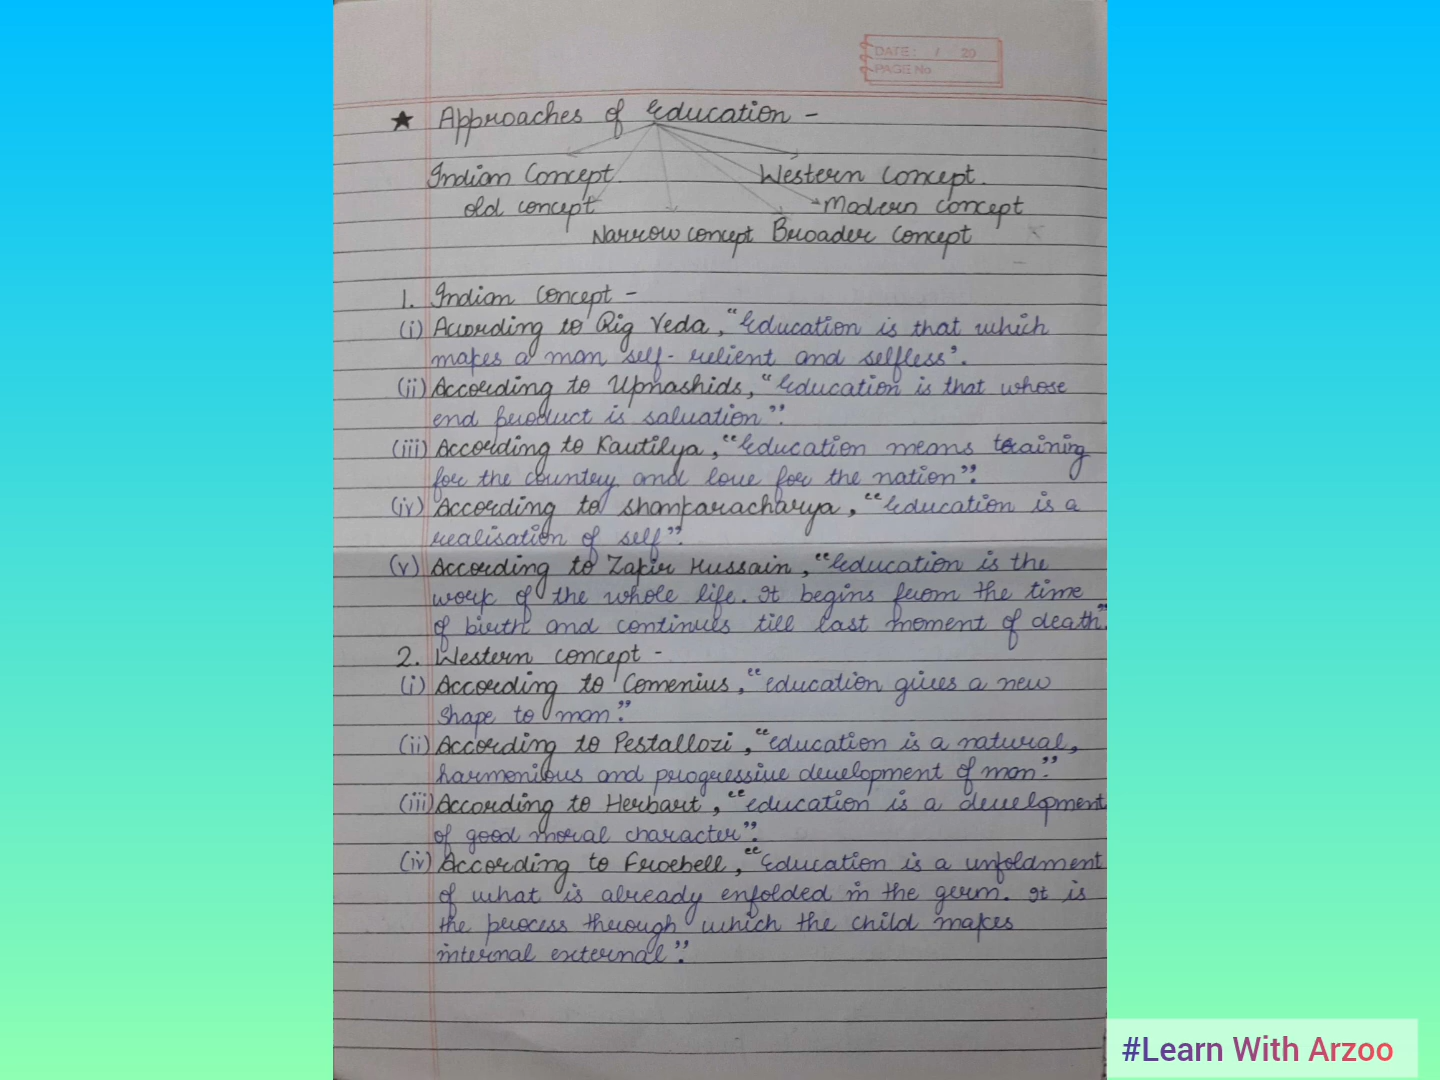 DATE: / 20
PAGE No.
★ Approaches of Education -
Indian Concept Western Concept.
old concept Modern concept
Narrow concept Broader Concept
1. Indian Concept -
(i) According to Rig Veda, "Education is that which
makes a man self-relient and selfless'.
(ii) According to Upnashids, "Education is that whose
end product is salvation".
(iii) According to Kautilya, "Education means training
for the country and love for the nation".
(iv) According to Shankaracharya, "Education is a
realisation of self".
(v) According to Zakir Hussain, "Education is the
work of the whole life. It begins from the time
of birth and continues till last moment of death".
2. Western concept -
(i) According to Comenius, "education gives a new
shape to man".
(ii) According to Pestallozi, "education is a natural,
harmonious and progressive development of man".
(iii) According to Herbart, "education is a development
of good moral character".
(iv) According to Froebell, "Education is a unfoldment
of what is already enfolded in the germ. It is
the process through which the child makes
internal external".
#Learn With Arzoo